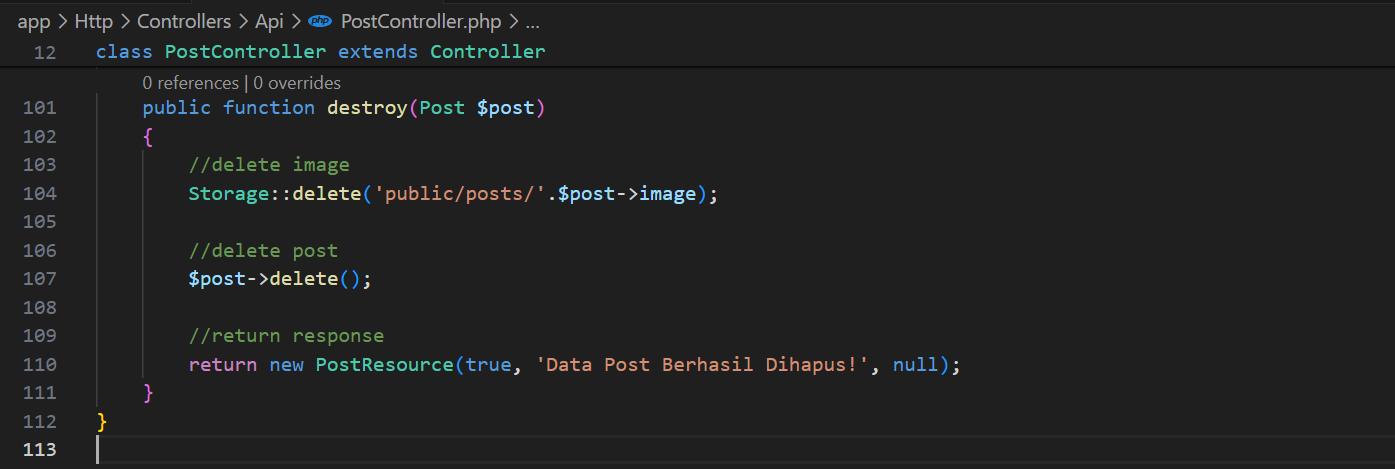 app > Http > Controllers > Api > php PostController.php > ...
12 class PostController extends Controller
0 references | 0 overrides
101 public function destroy(Post $post)
102 {
103 //delete image
104 Storage::delete('public/posts/'.$post->image);
105
106 //delete post
107 $post->delete();
108
109 //return response
110 return new PostResource(true, 'Data Post Berhasil Dihapus!', null);
111 }
112 }
113